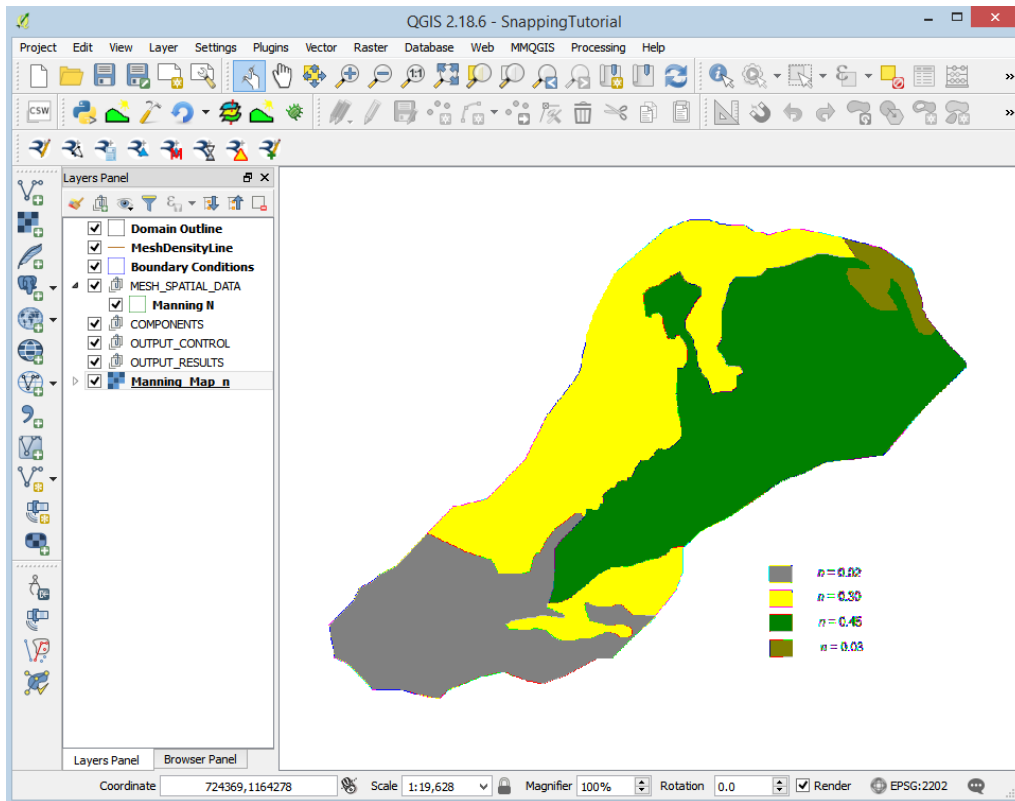 QGIS 2.18.6 - SnappingTutorial
Project Edit View Layer Settings Plugins Vector Raster Database Web MMQGIS Processing Help
1:1
»
CSW
»
M
Layers Panel
Domain Outline
MeshDensityLine
Boundary Conditions
MESH_SPATIAL_DATA
Manning N
COMPONENTS
OUTPUT_CONTROL
OUTPUT_RESULTS
Manning_Map_n
n = 0.02
n = 0.30
n = 0.45
n = 0.03
Layers Panel Browser Panel
Coordinate 724369,1164278 Scale 1:19,628 Magnifier 100% Rotation 0.0 Render EPSG:2202